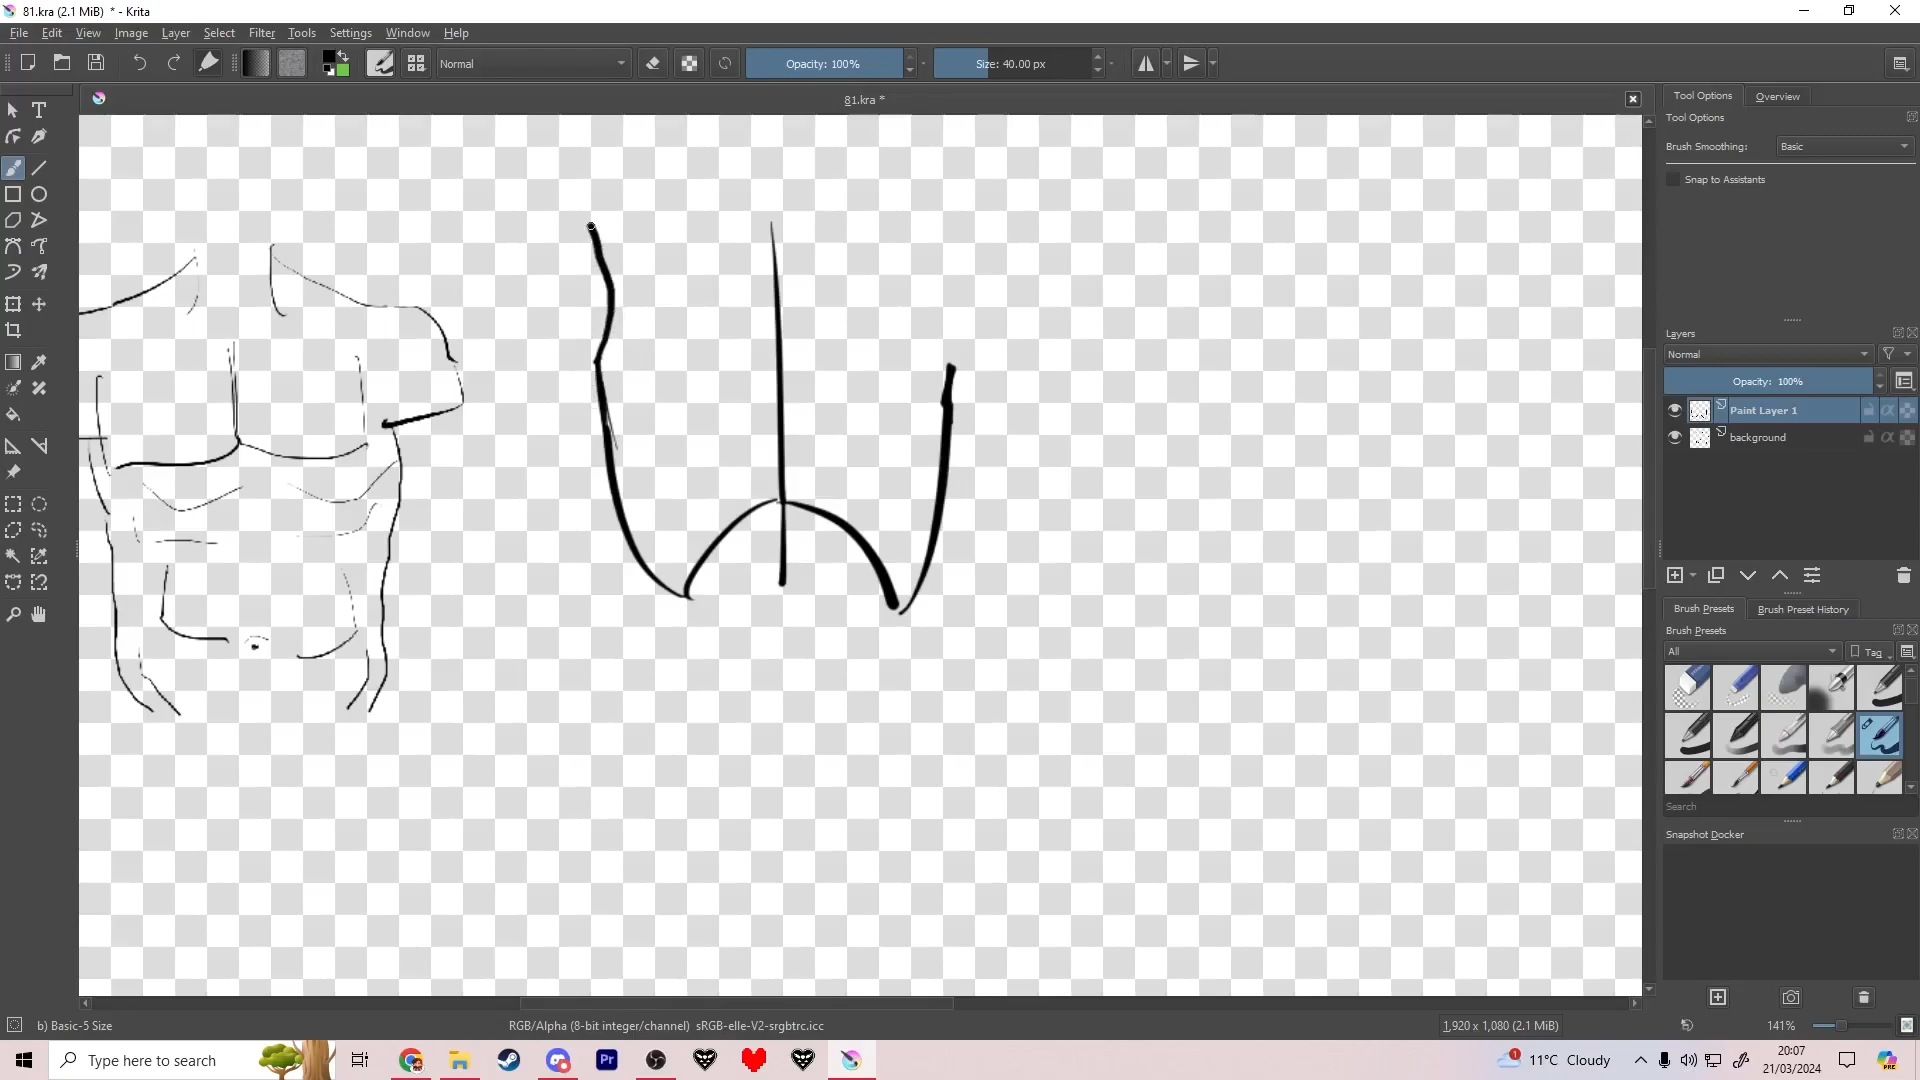 81.kra (2.1 MiB) * - Krita
File Edit View Image Layer Select Filter Tools Settings Window Help
Normal Opacity: 100% Size: 40.00 px
81.kra *
Tool Options Overview
Tool Options
Brush Smoothing: Basic
Snap to Assistants
Layers
Normal
Opacity: 100%
Paint Layer 1
background
Brush Presets Brush Preset History
Brush Presets
All Tag
Search
Snapshot Docker
b) Basic-5 Size RGB/Alpha (8-bit integer/channel) sRGB-elle-V2-srgbtrc.icc 1,920 x 1,080 (2.1 MiB) 141%
Type here to search Pr 1 11°C Cloudy 20:07
21/03/2024
PRE